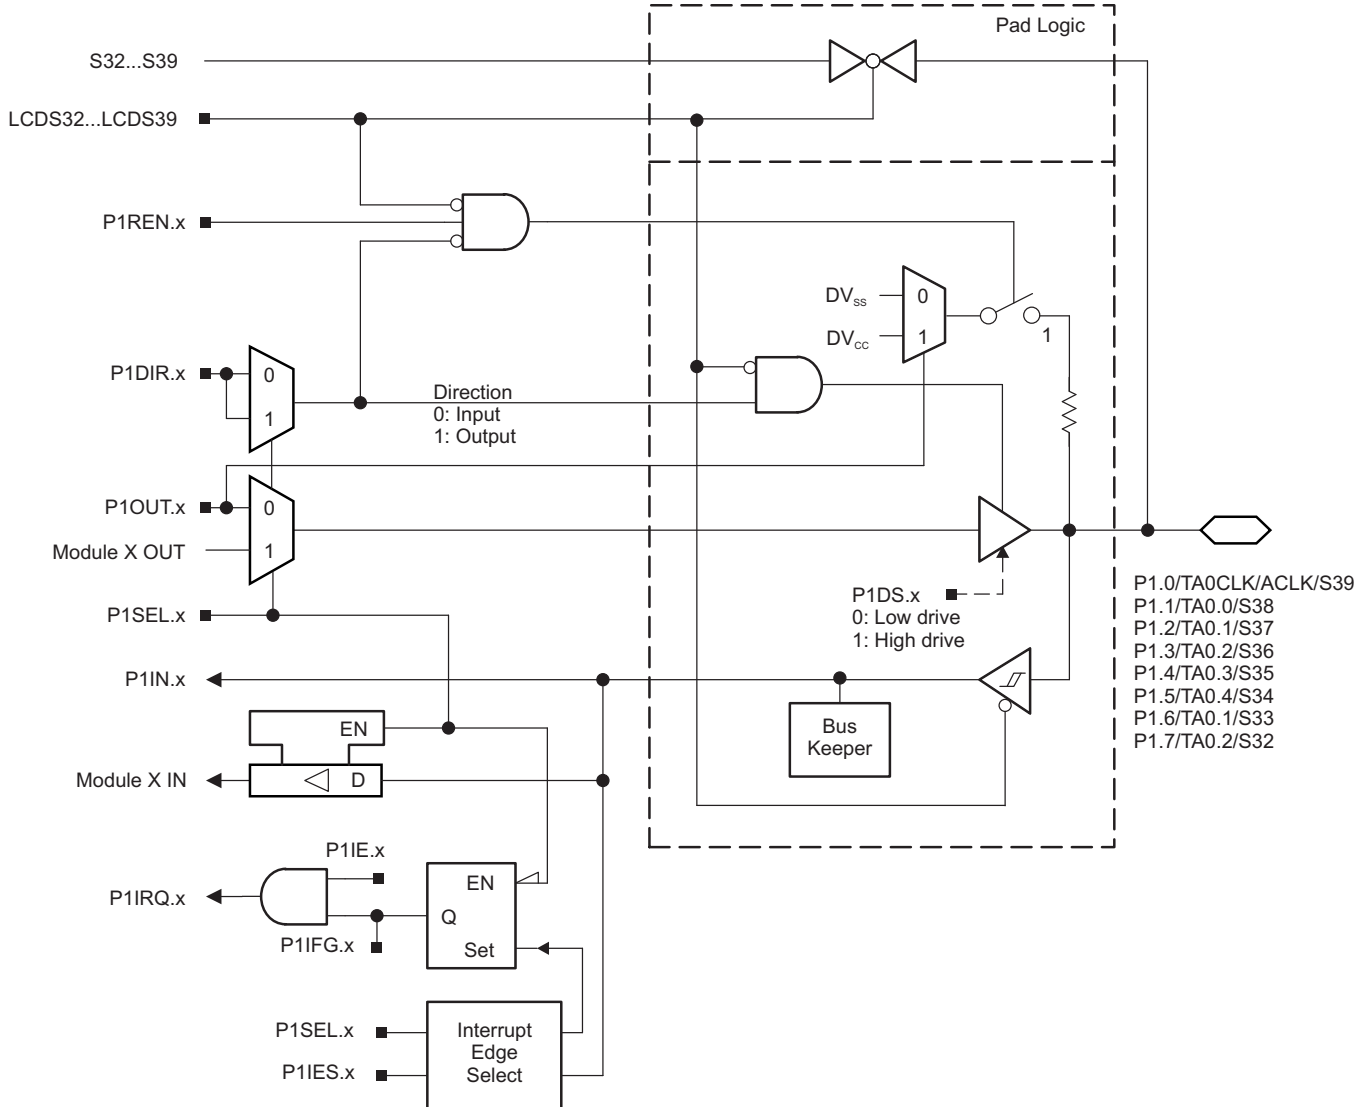 Pad Logic
S32...S39
LCDS32...LCDS39
P1REN.x
DVSS
0
DVCC
1
1
P1DIR.x
0
1
Direction
0: Input
1: Output
P1OUT.x
0
Module X OUT
1
P1SEL.x
P1DS.x
0: Low drive
1: High drive
P1.0/TA0CLK/ACLK/S39
P1.1/TA0.0/S38
P1.2/TA0.1/S37
P1.3/TA0.2/S36
P1.4/TA0.3/S35
P1.5/TA0.4/S34
P1.6/TA0.1/S33
P1.7/TA0.2/S32
P1IN.x
Bus
Keeper
EN
Module X IN
D
P1IE.x
P1IRQ.x
EN
Q
P1IFG.x
Set
P1SEL.x
P1IES.x
Interrupt
Edge
Select